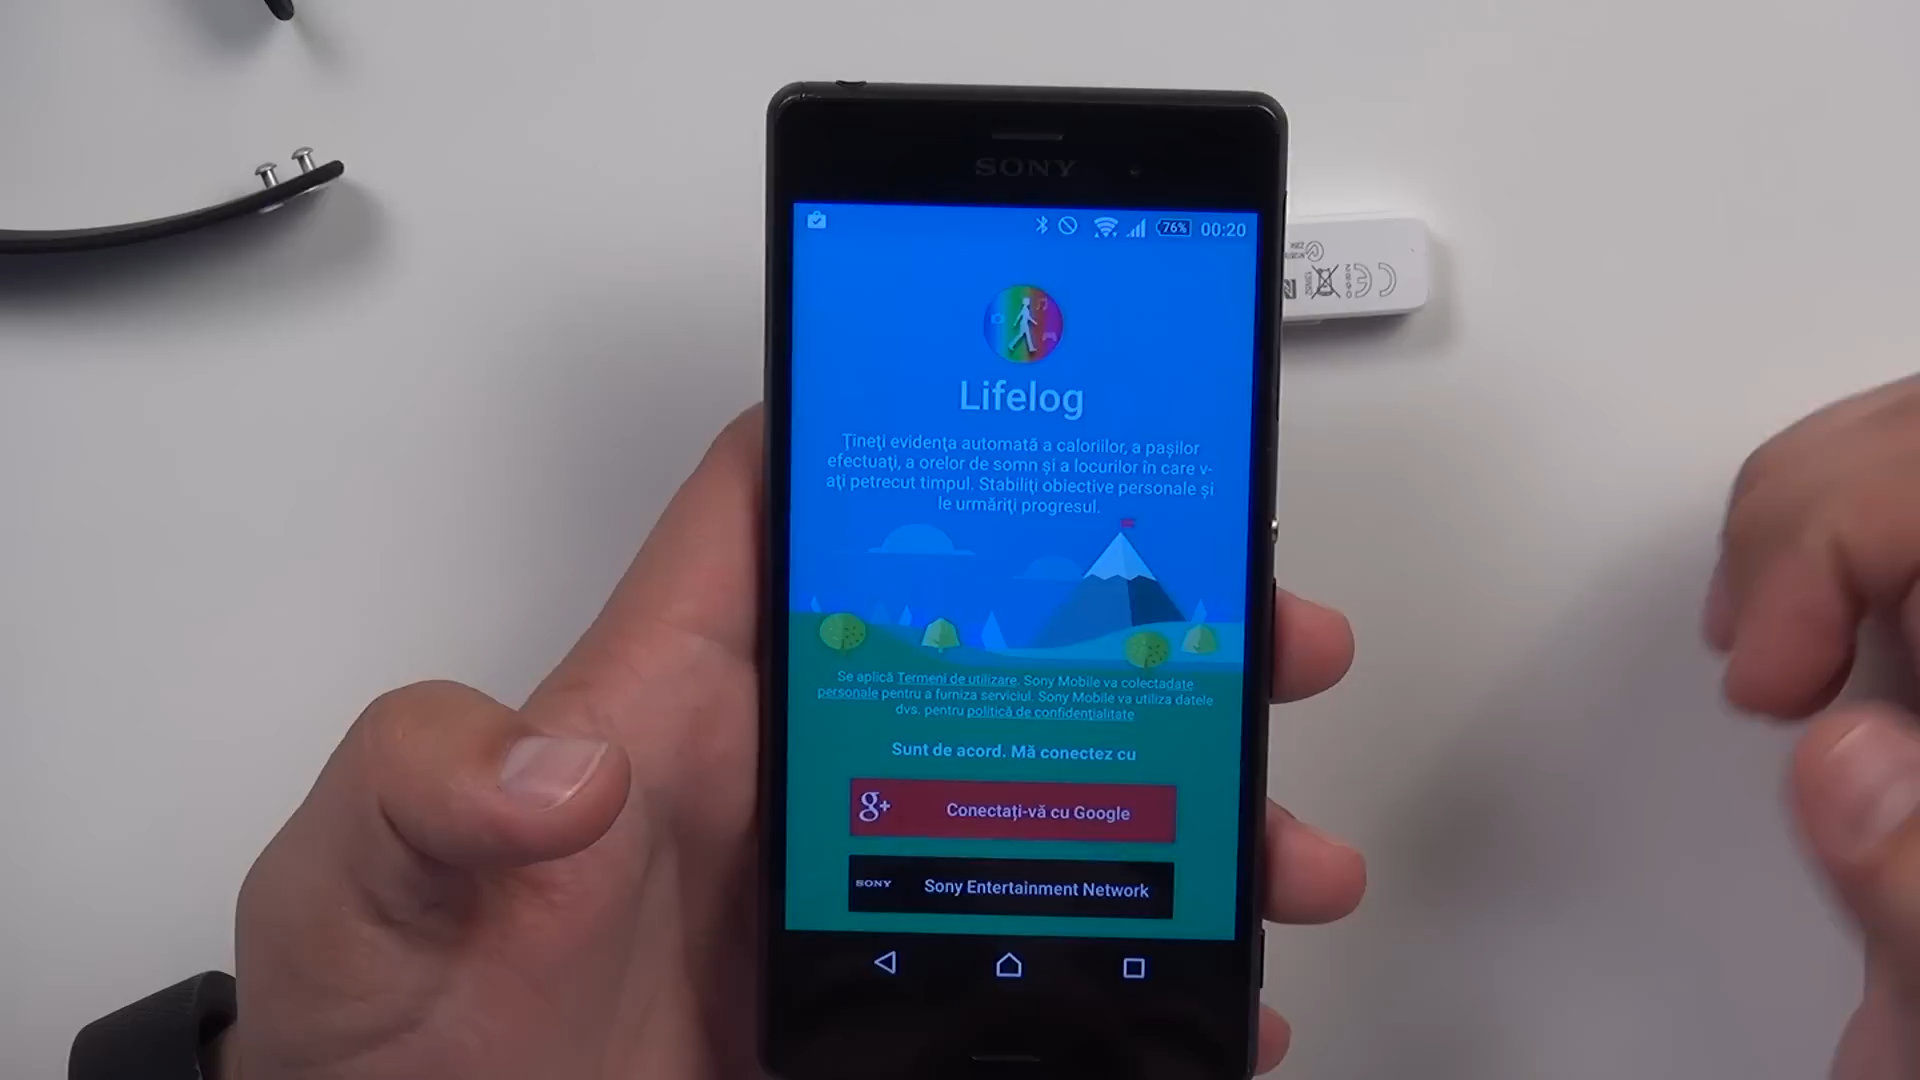 SONY
76% 00:20
Lifelog
Țineți evidența automată a caloriilor, a pașilor
efectuați, a orelor de somn și a locurilor în care v-
ați petrecut timpul. Stabiliți obiective personale și
le urmăriți progresul.
Se aplică Termeni de utilizare. Sony Mobile va colectadate
personale pentru a furniza serviciul. Sony Mobile va utiliza datele
dvs. pentru politică de confidențialitate
Sunt de acord. Mă conectez cu
g+ Conectați-vă cu Google
SONY Sony Entertainment Network